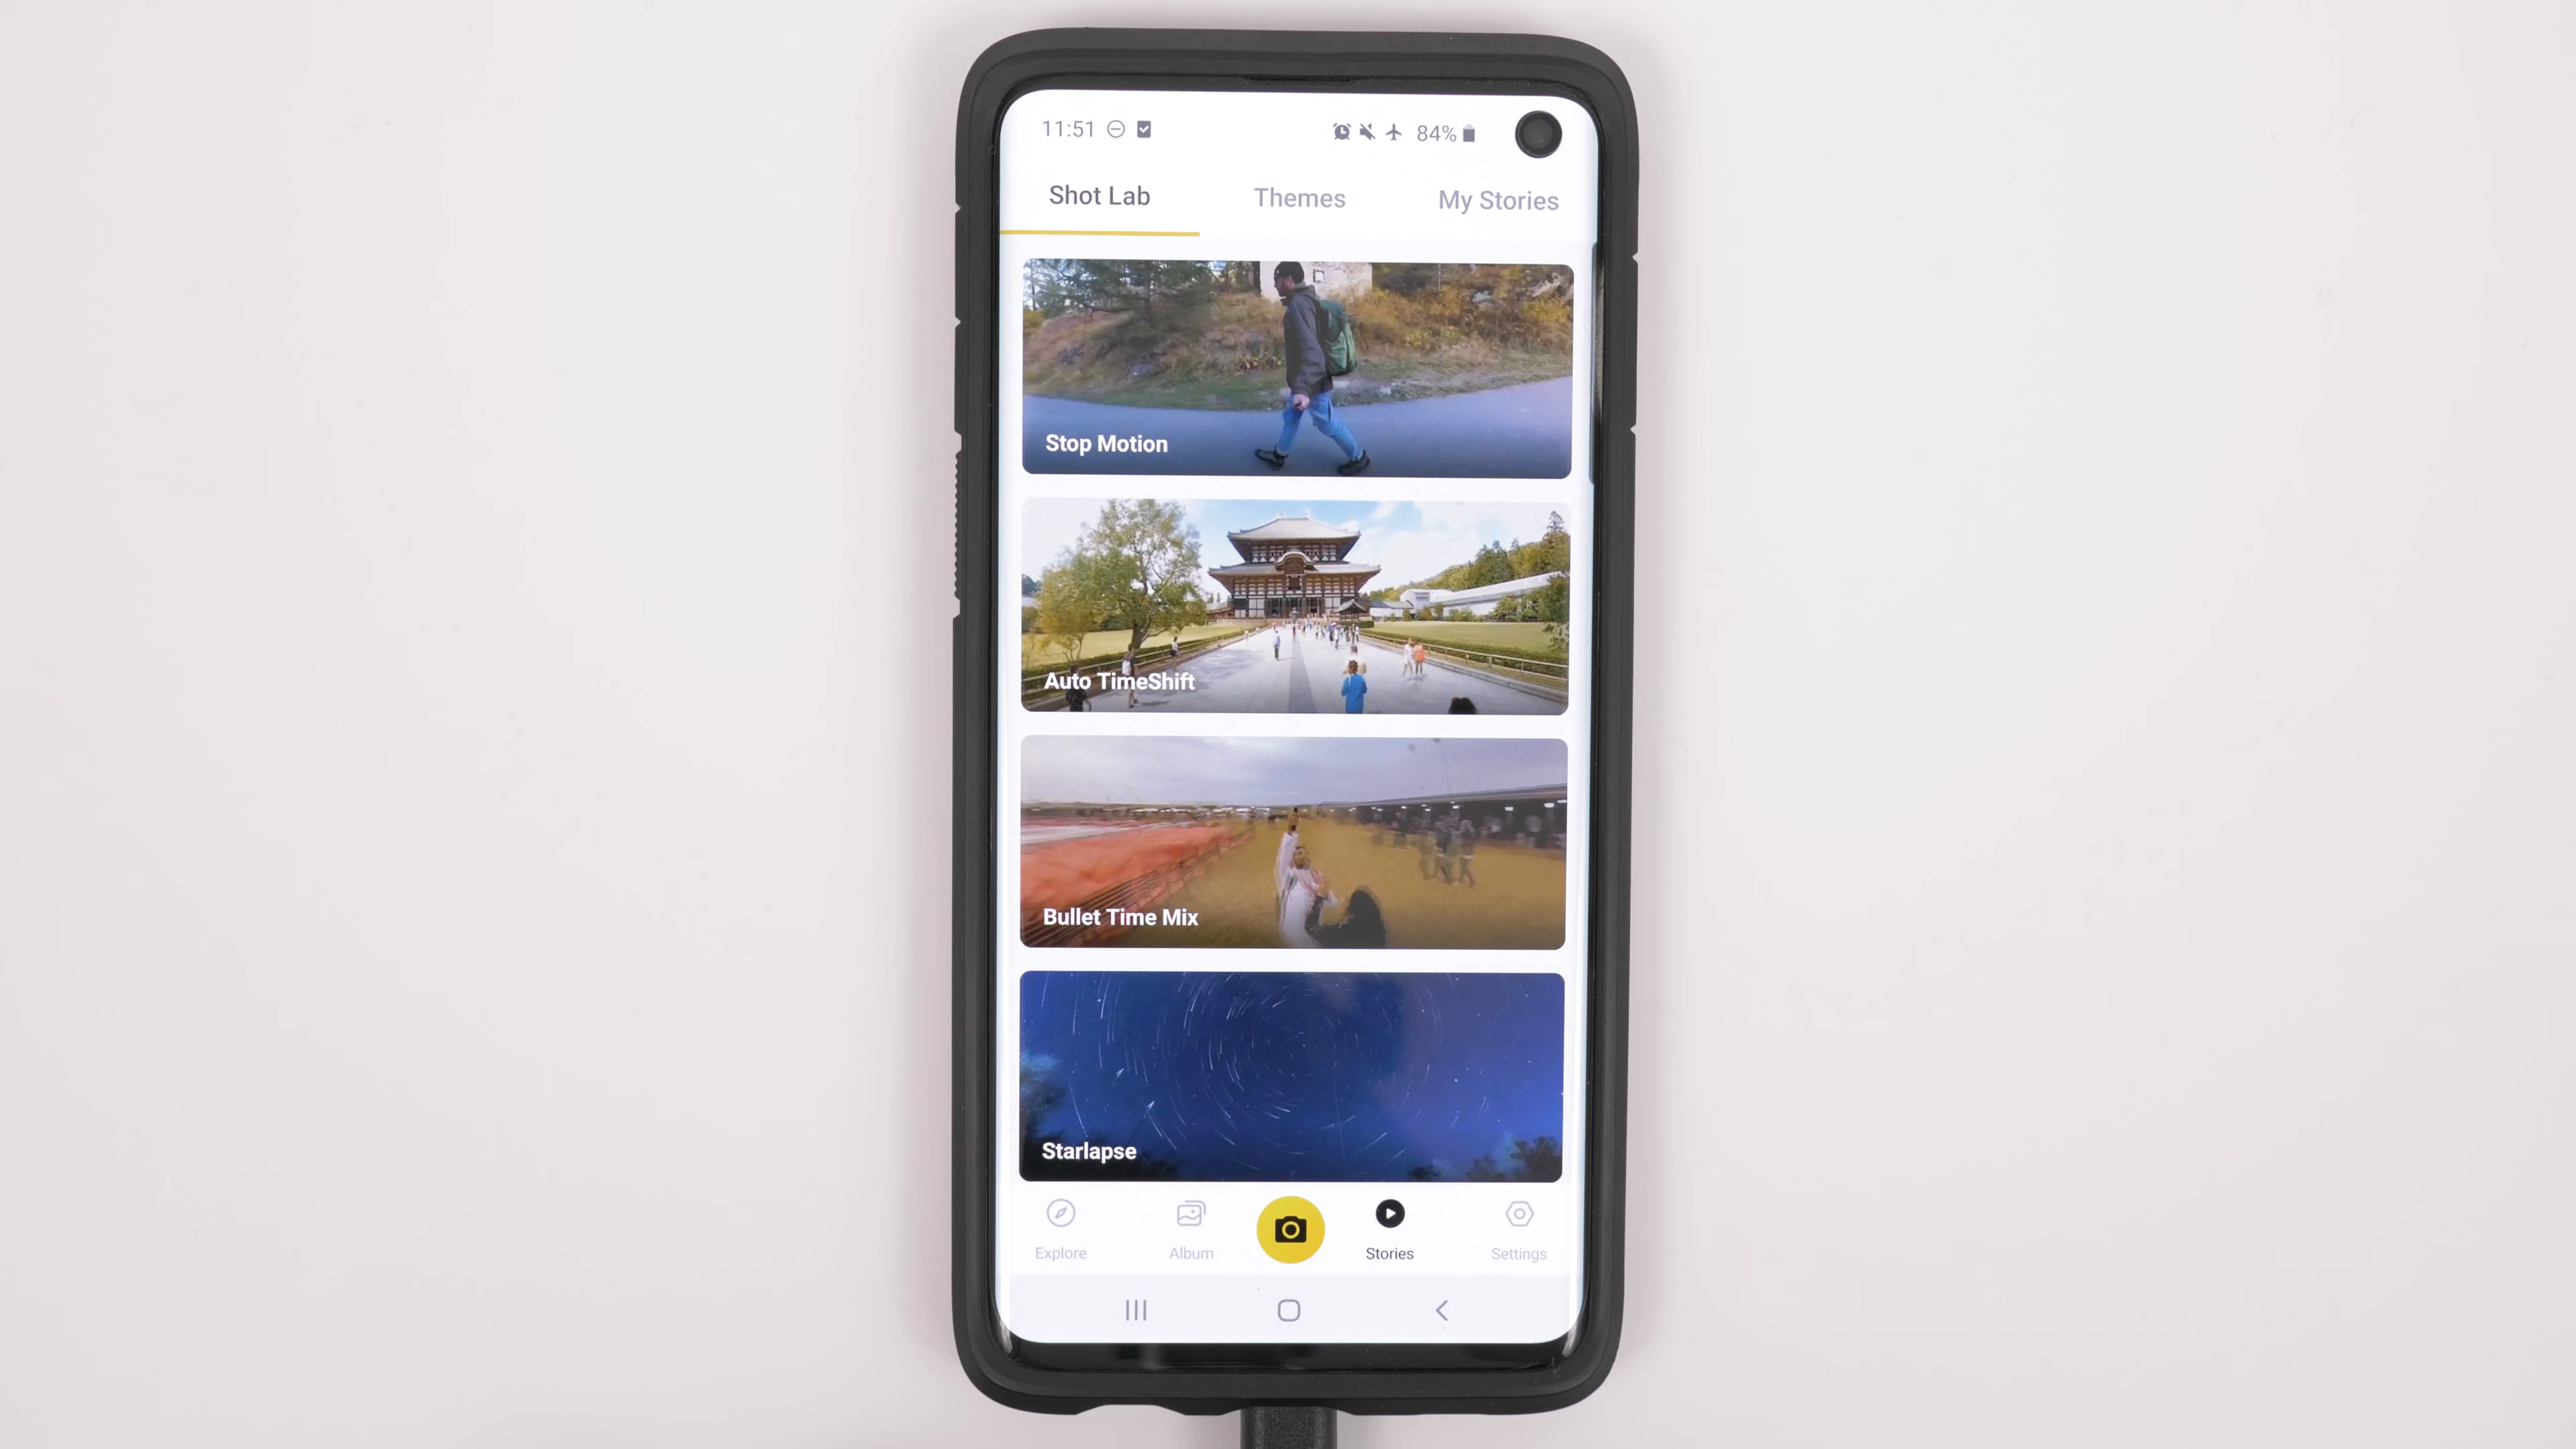 11:51 84%
Shot Lab Themes My Stories
Stop Motion
Auto TimeShift
Bullet Time Mix
Starlapse
Explore Album Stories Settings